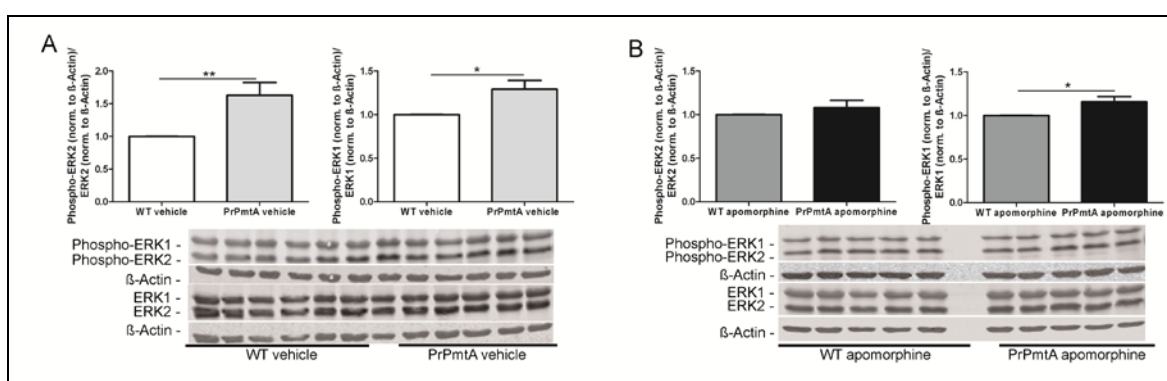 A
Phospho-ERK2 (norm. to ß-Actin)/
ERK2 (norm. to ß-Actin)
2.0
1.5
1.0
0.5
0.0
**
WT vehicle
PrPmtA vehicle
Phospho-ERK1 (norm. to ß-Actin)/
ERK1 (norm. to ß-Actin)
1.5
1.0
0.5
0.0
*
WT vehicle
PrPmtA vehicle
Phospho-ERK1 -
Phospho-ERK2 -
ß-Actin -
ERK1 -
ERK2 -
ß-Actin -
WT vehicle
PrPmtA vehicle
B
Phospho-ERK2 (norm. to ß-Actin)/
ERK2 (norm. to ß-Actin)
1.5
1.0
0.5
0.0
WT apomorphine
PrPmtA apomorphine
Phospho-ERK1 (norm. to ß-Actin)/
ERK1 (norm. to ß-Actin)
1.5
1.0
0.5
0.0
*
WT apomorphine
PrPmtA apomorphine
Phospho-ERK1 -
Phospho-ERK2 -
ß-Actin -
ERK1 -
ERK2 -
ß-Actin -
WT apomorphine
PrPmtA apomorphine